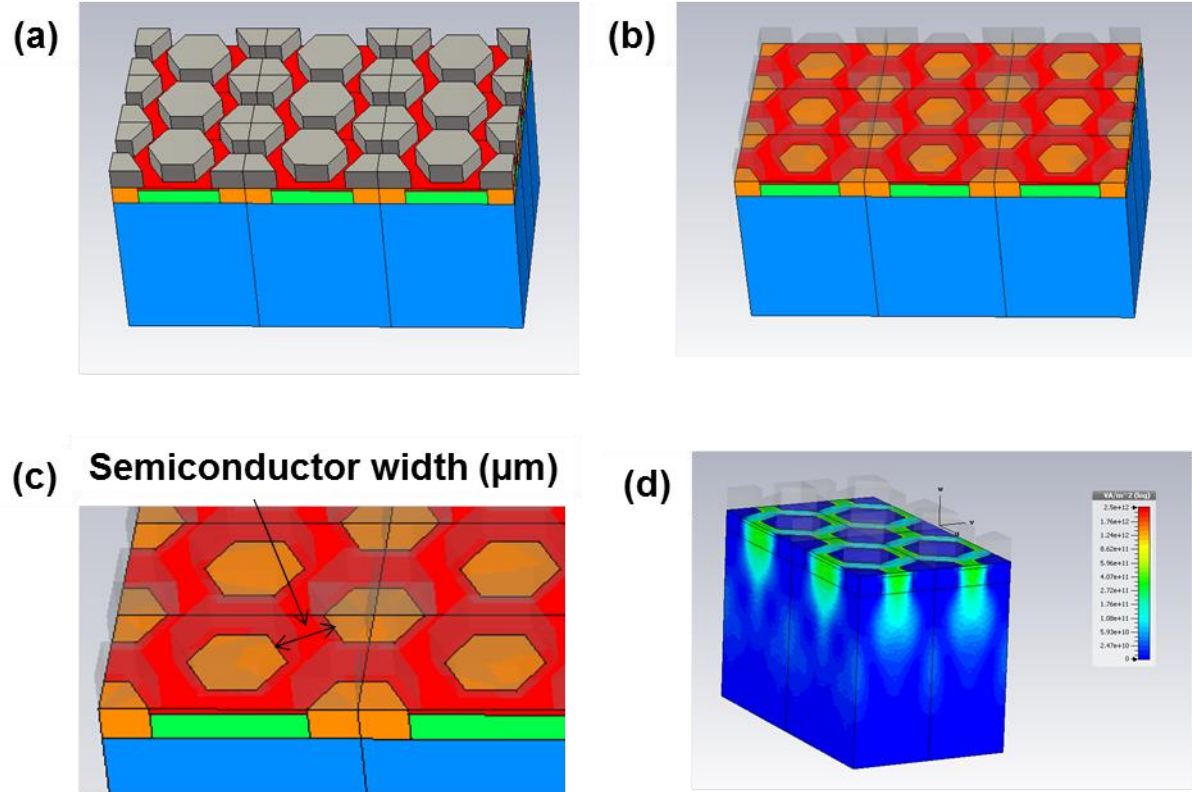 (a)
(b)
(c)
Semiconductor width (µm)
(d)
w
v
u
VA/m^2 (log)
2.5e+12
1.76e+12
1.24e+12
8.62e+11
5.96e+11
4.07e+11
2.72e+11
1.76e+11
1.08e+11
5.93e+10
2.47e+10
0